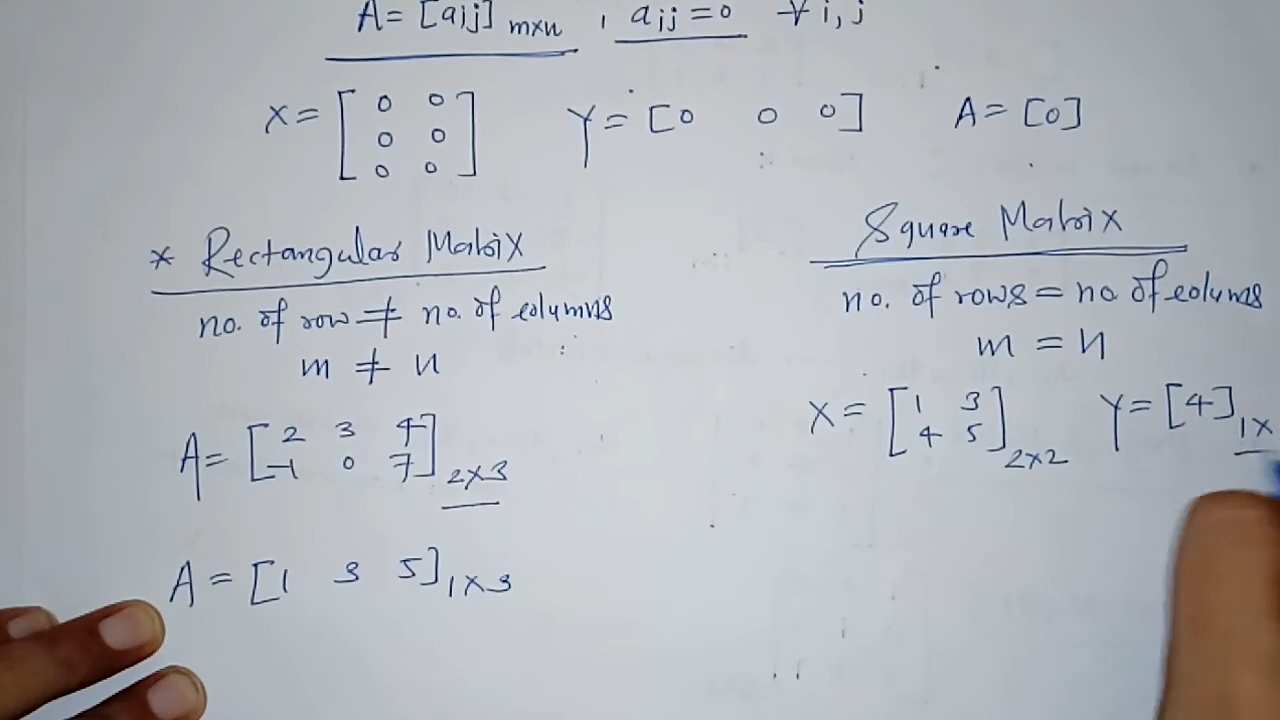 A = [aij] m×n , aij = 0 ∀ i, j
X = [0 0
0 0
0 0] Y = [0 0 0] A = [0]
* Rectangular Matrix
no. of row ≠ no. of columns
m ≠ n
A = [2 3 4
-1 0 7] 2×3
A = [1 3 5] 1×3
Square Matrix
no. of rows = no. of colums
m = n
X = [1 3
4 5] 2×2 Y = [4] 1×